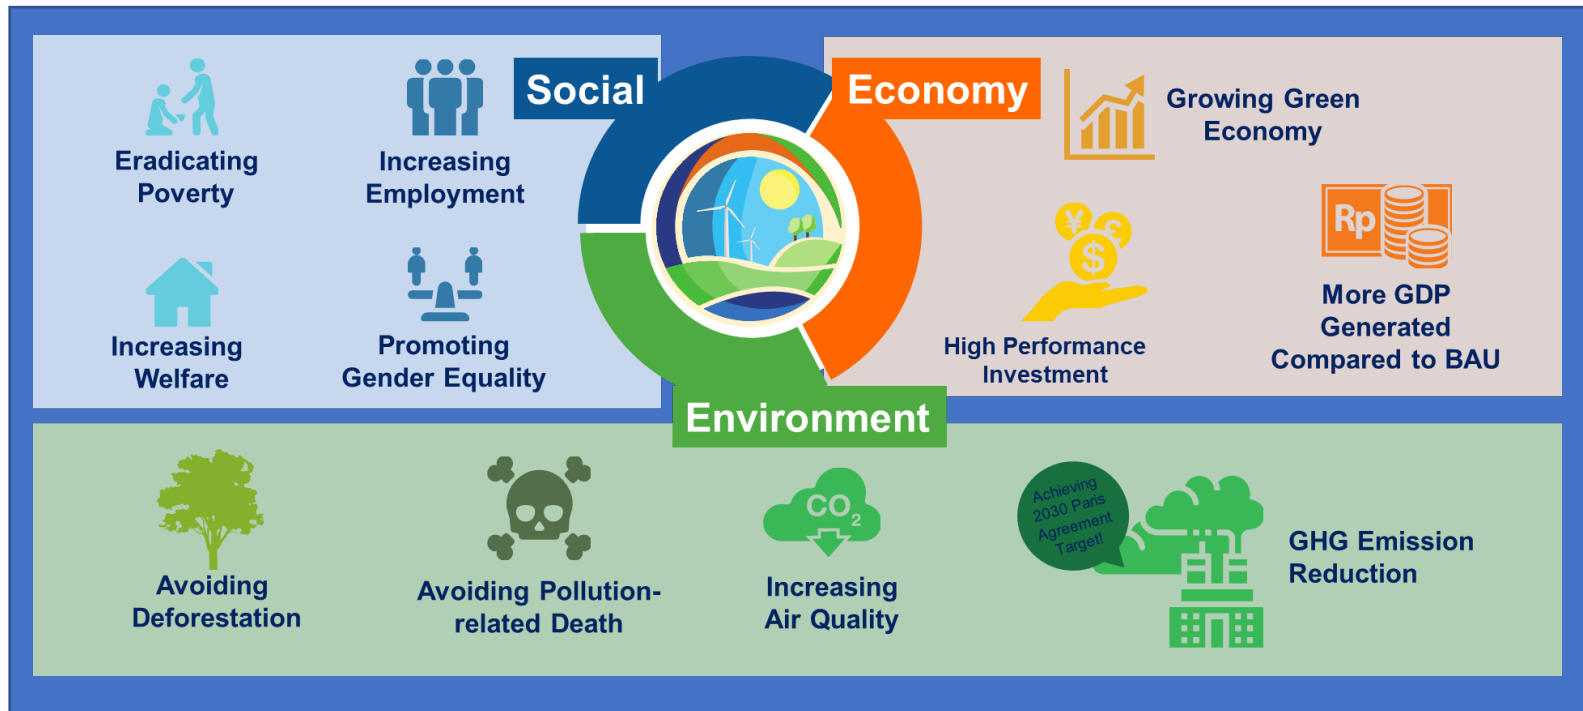 Social
Eradicating
Poverty
Increasing
Employment
Increasing
Welfare
Promoting
Gender Equality
Economy
Growing Green
Economy
¥ £
$
High Performance
Investment
Rp
More GDP
Generated
Compared to BAU
Environment
Avoiding
Deforestation
Avoiding Pollution-
related Death
CO₂
Increasing
Air Quality
Achieving
2030 Paris
Agreement
Target!
GHG Emission
Reduction